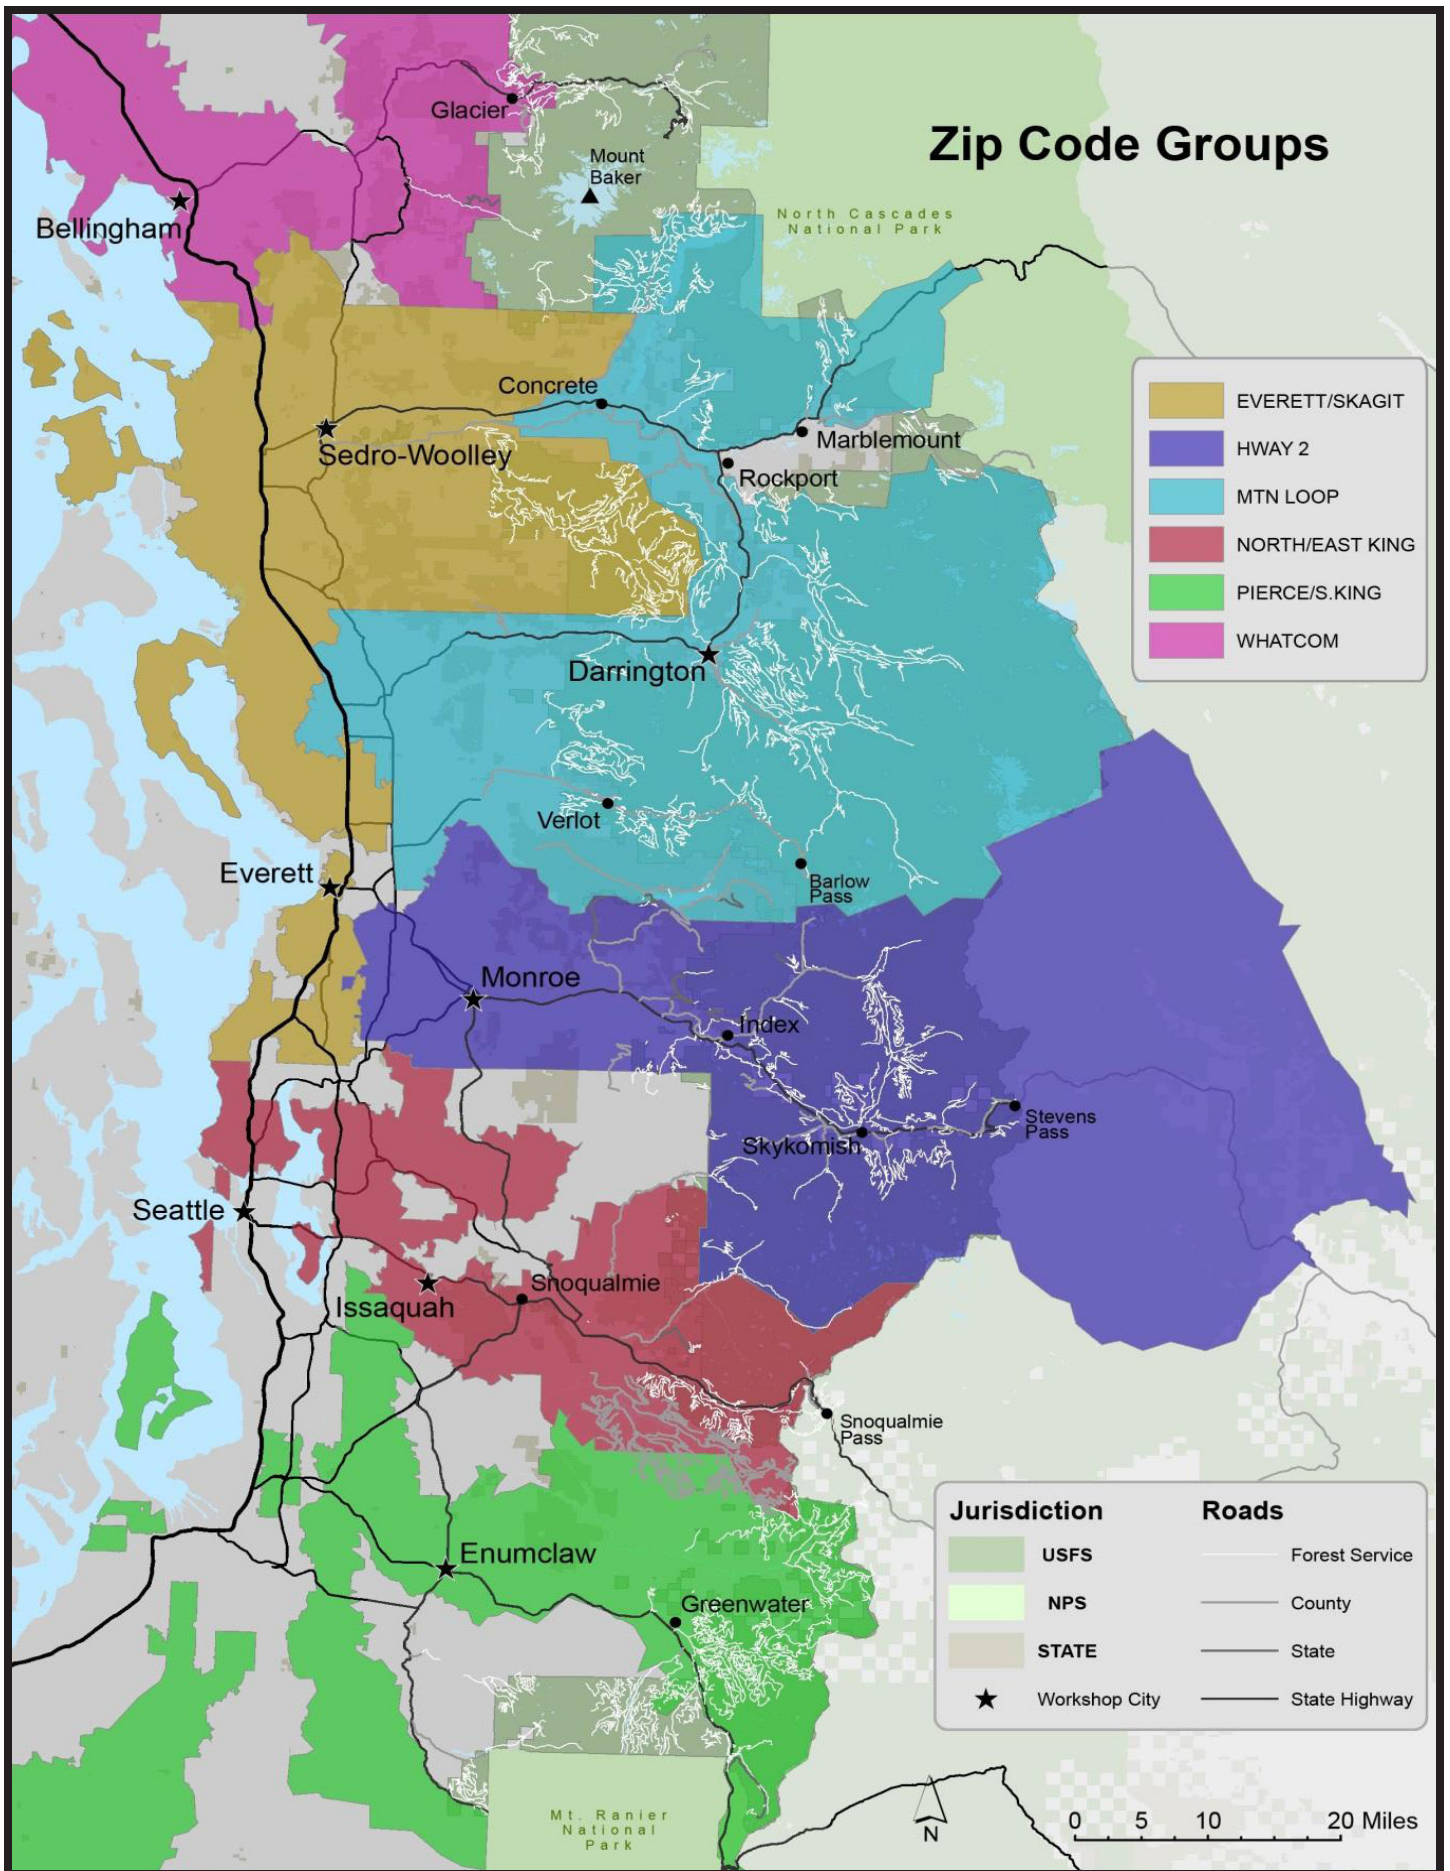 Zip Code Groups
Glacier
Mount
Baker
Bellingham
North Cascades
National Park
Concrete
Sedro-Woolley
Marblemount
Rockport
EVERETT/SKAGIT
HWAY 2
MTN LOOP
NORTH/EAST KING
PIERCE/S.KING
WHATCOM
Darrington
Verlot
Everett
Barlow
Pass
Monroe
Index
Stevens
Pass
Skykomish
Seattle
Snoqualmie
Issaquah
Snoqualmie
Pass
Enumclaw
Greenwater
Jurisdiction
USFS
NPS
STATE
Workshop City
Roads
Forest Service
County
State
State Highway
Mt. Ranier
National
Park
N
0 5 10 20 Miles